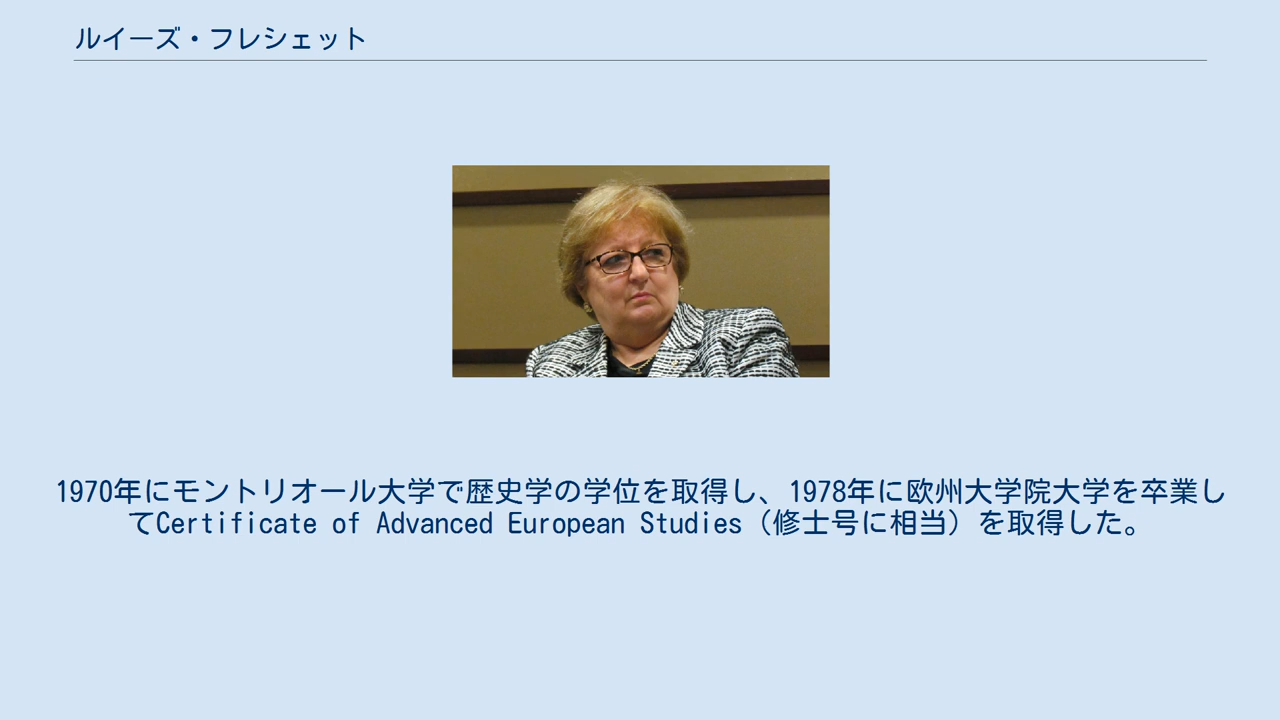 ルイーズ・フレシェット
1970年にモントリオール大学で歴史学の学位を取得し、1978年に欧州大学院大学を卒業し
てCertificate of Advanced European Studies（修士号に相当）を取得した。